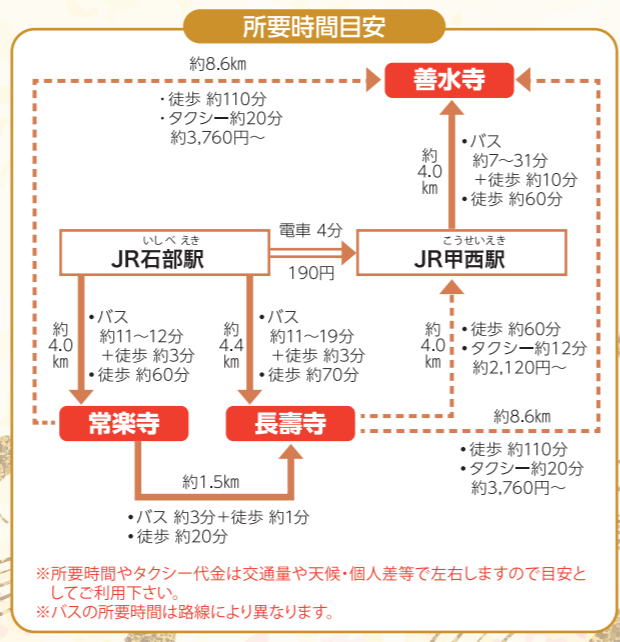 所要時間目安
約8.6km
・徒歩 約110分
・タクシー約20分
約3,760円〜
善水寺
約
4.0
km
•バス
約7〜31分
＋徒歩 約10分
•徒歩 約60分
いしべ えき
JR石部駅
電車 4分
190円
こうせいえき
JR甲西駅
約
4.0
km
•バス
約11〜12分
＋徒歩 約3分
•徒歩 約60分
約
4.4
km
•バス
約11〜19分
＋徒歩 約3分
•徒歩 約70分
約
4.0
km
•徒歩 約60分
•タクシー約12分
約2,120円〜
常楽寺
長壽寺
約8.6km
•徒歩 約110分
•タクシー約20分
約3,760円〜
約1.5km
•バス 約3分＋徒歩 約1分
•徒歩 約20分
※所要時間やタクシー代金は交通量や天候・個人差等で左右しますので目安と
してご利用下さい。
※バスの所要時間は路線により異なります。